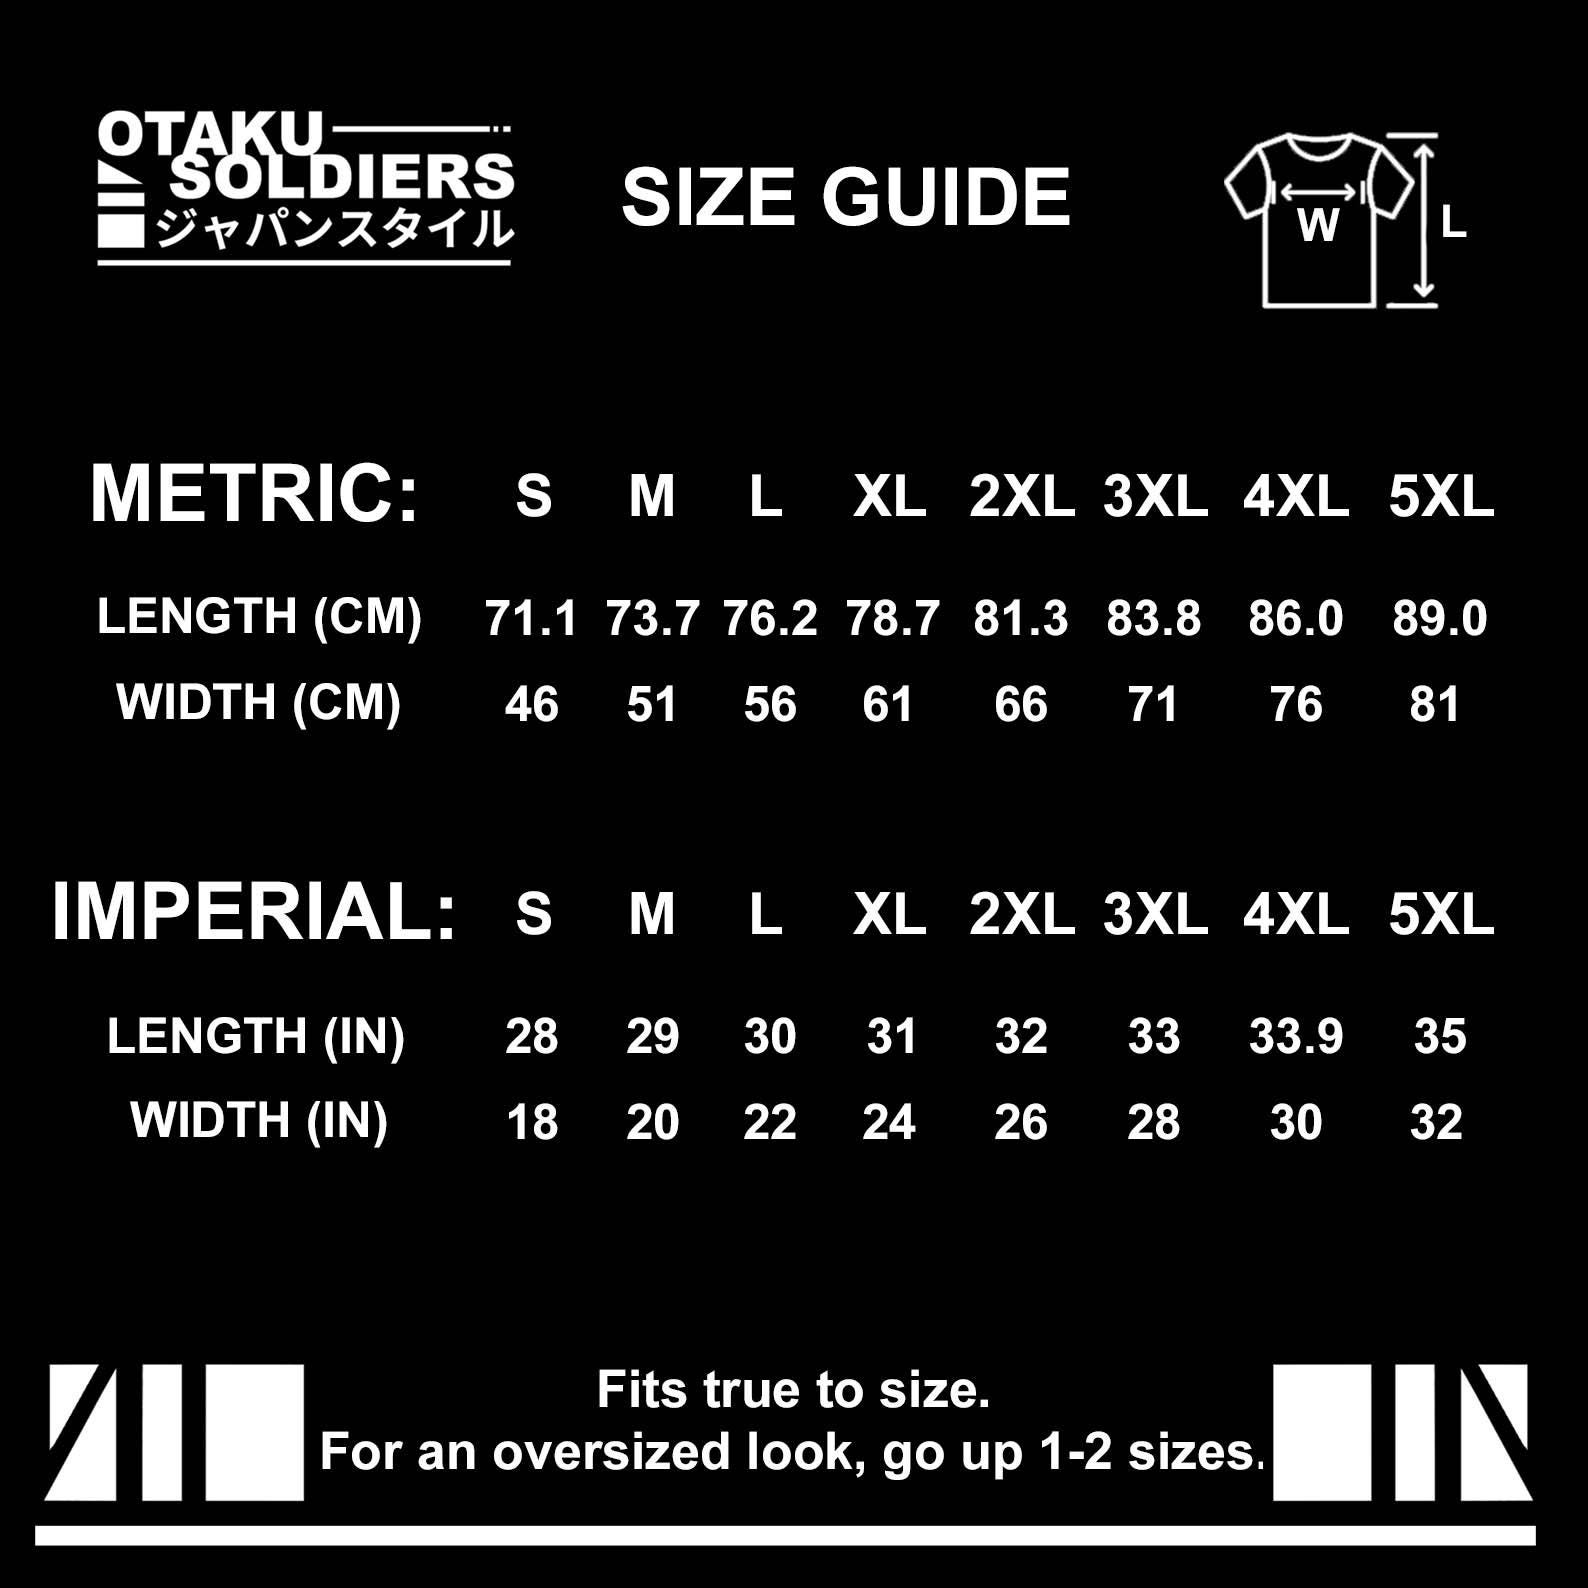 OTAKU
SOLDIERS
ジャパンスタイル
SIZE GUIDE
W
L
METRIC: S M L XL 2XL 3XL 4XL 5XL
LENGTH (CM) 71.1 73.7 76.2 78.7 81.3 83.8 86.0 89.0
WIDTH (CM) 46 51 56 61 66 71 76 81
IMPERIAL: S M L XL 2XL 3XL 4XL 5XL
LENGTH (IN) 28 29 30 31 32 33 33.9 35
WIDTH (IN) 18 20 22 24 26 28 30 32
Fits true to size.
For an oversized look, go up 1-2 sizes.